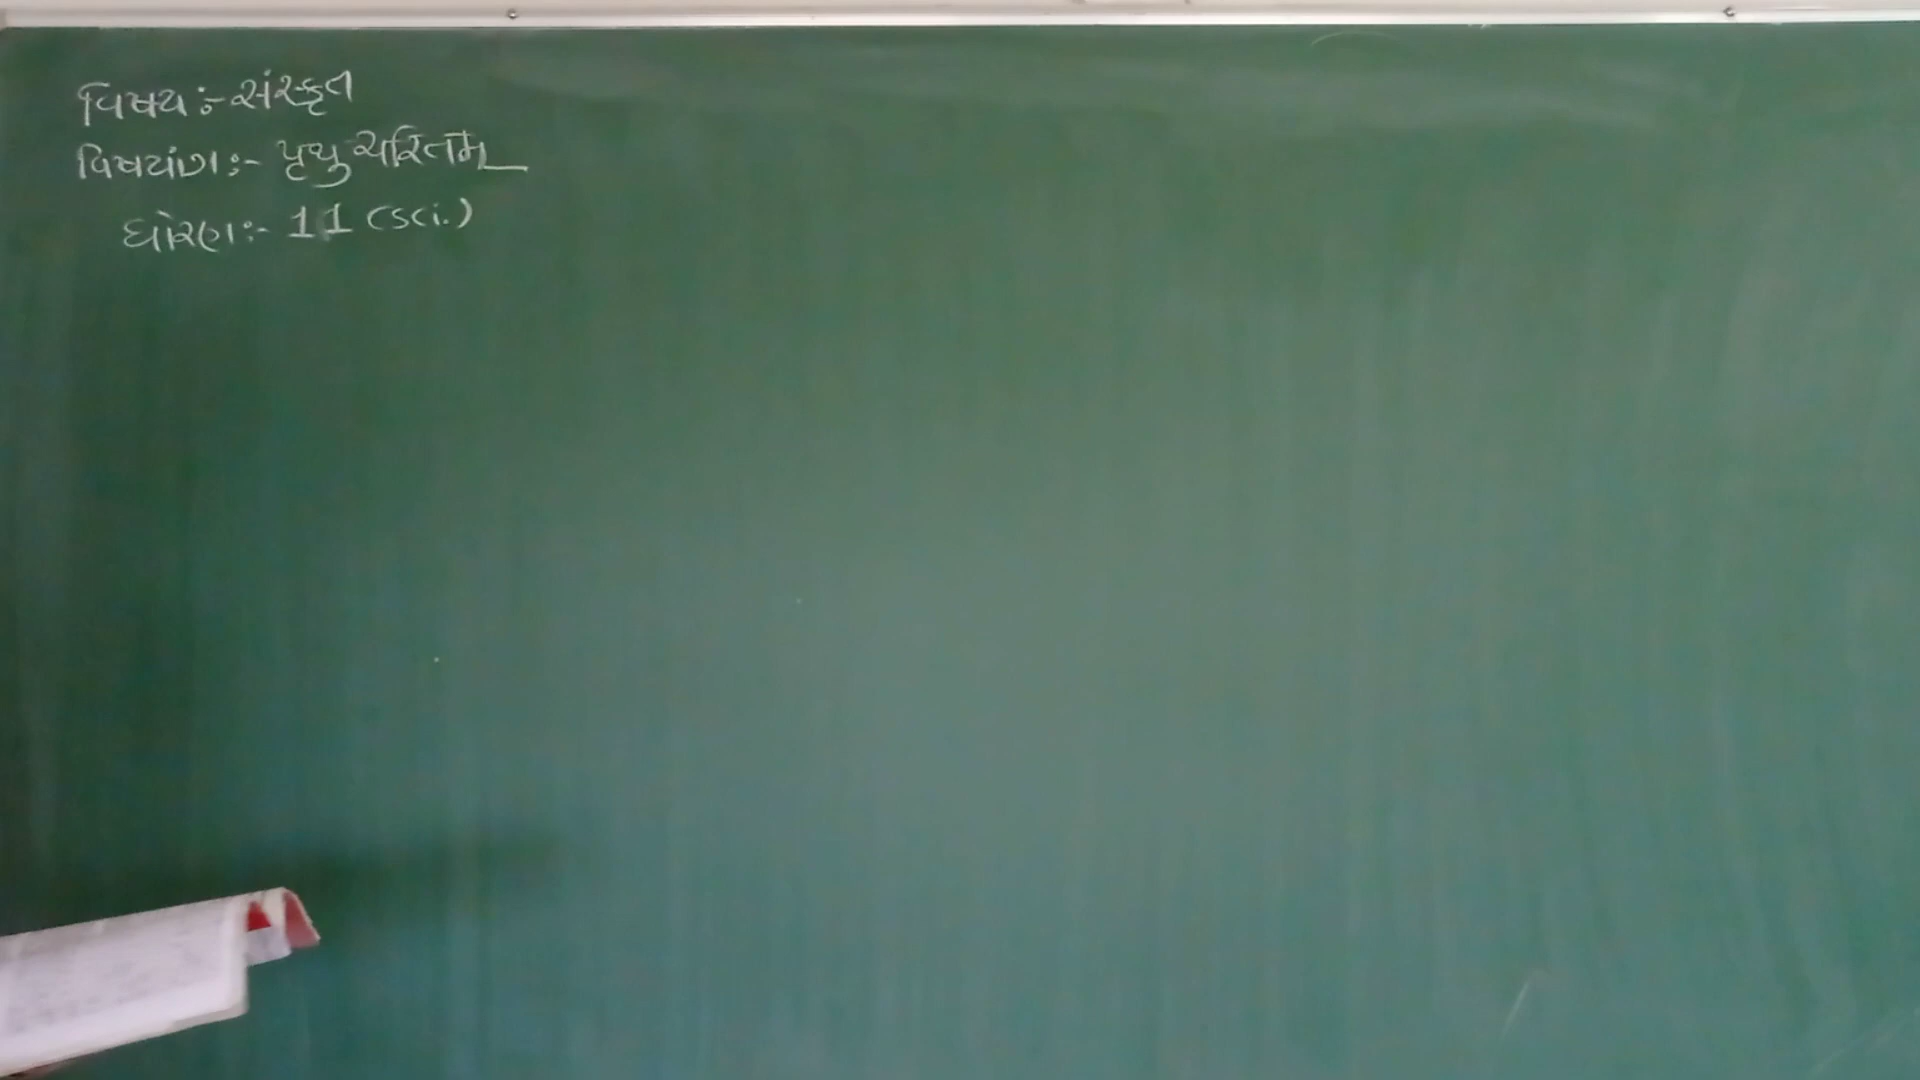 વિષય :- સંસ્કૃત
વિષયાંશ :- પૃથુચરિતમ્
ધોરણ :- 11 (sci.)